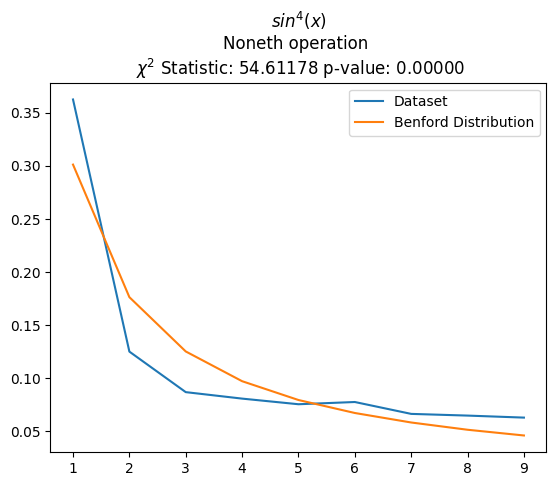 sin⁴(x)
Noneth operation
χ² Statistic: 54.61178 p-value: 0.00000
Dataset
Benford Distribution
0.35
0.30
0.25
0.20
0.15
0.10
0.05
1 2 3 4 5 6 7 8 9